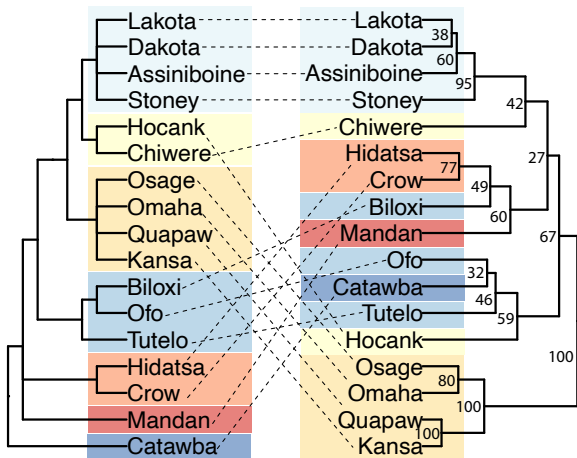 Lakota Lakota
38
Dakota Dakota
60
Assiniboine Assiniboine
95
Stoney Stoney
42
Hocank Chiwere
Chiwere Hidatsa
77
27
Osage Crow
49
Omaha Biloxi
60
Quapaw Mandan
67
Kansa Ofo
32
Biloxi Catawba
46
Ofo Tutelo
59
Tutelo Hocank
100
Hidatsa Osage
80
Crow Omaha
100
Mandan Quapaw
100
Catawba Kansa